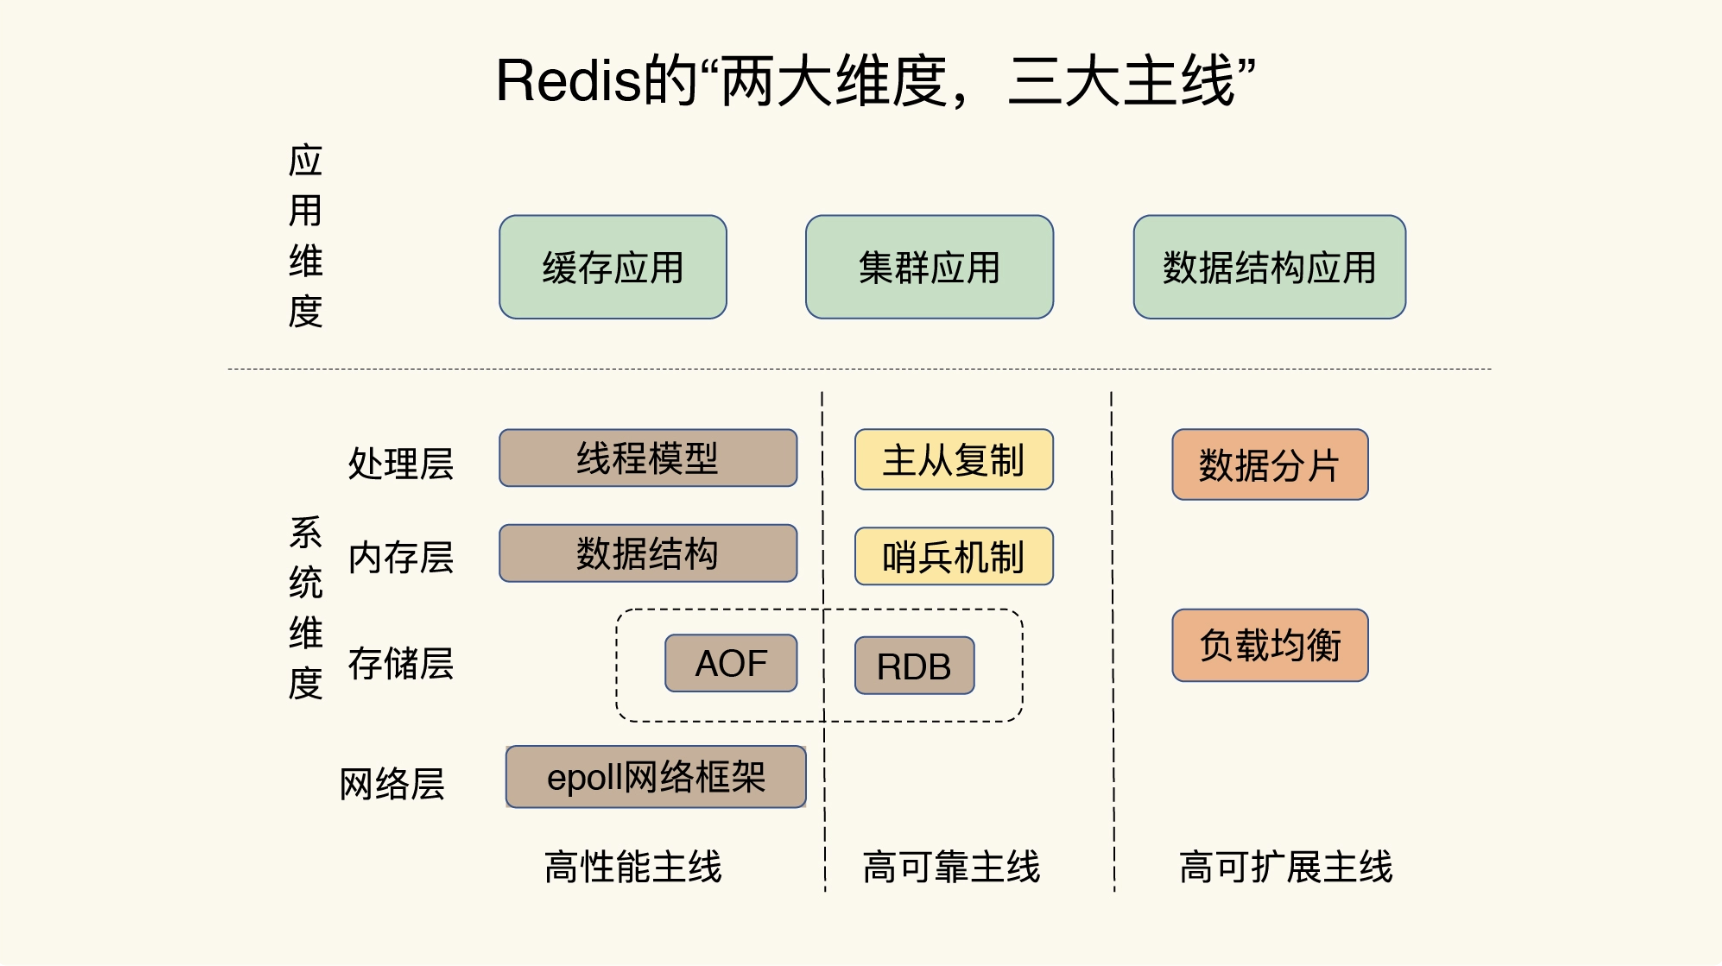 Redis的“两大维度，三大主线”
应用维度
缓存应用
集群应用
数据结构应用
系统维度
处理层
线程模型
主从复制
数据分片
内存层
数据结构
哨兵机制
存储层
AOF
RDB
负载均衡
网络层
epoll网络框架
高性能主线
高可靠主线
高可扩展主线